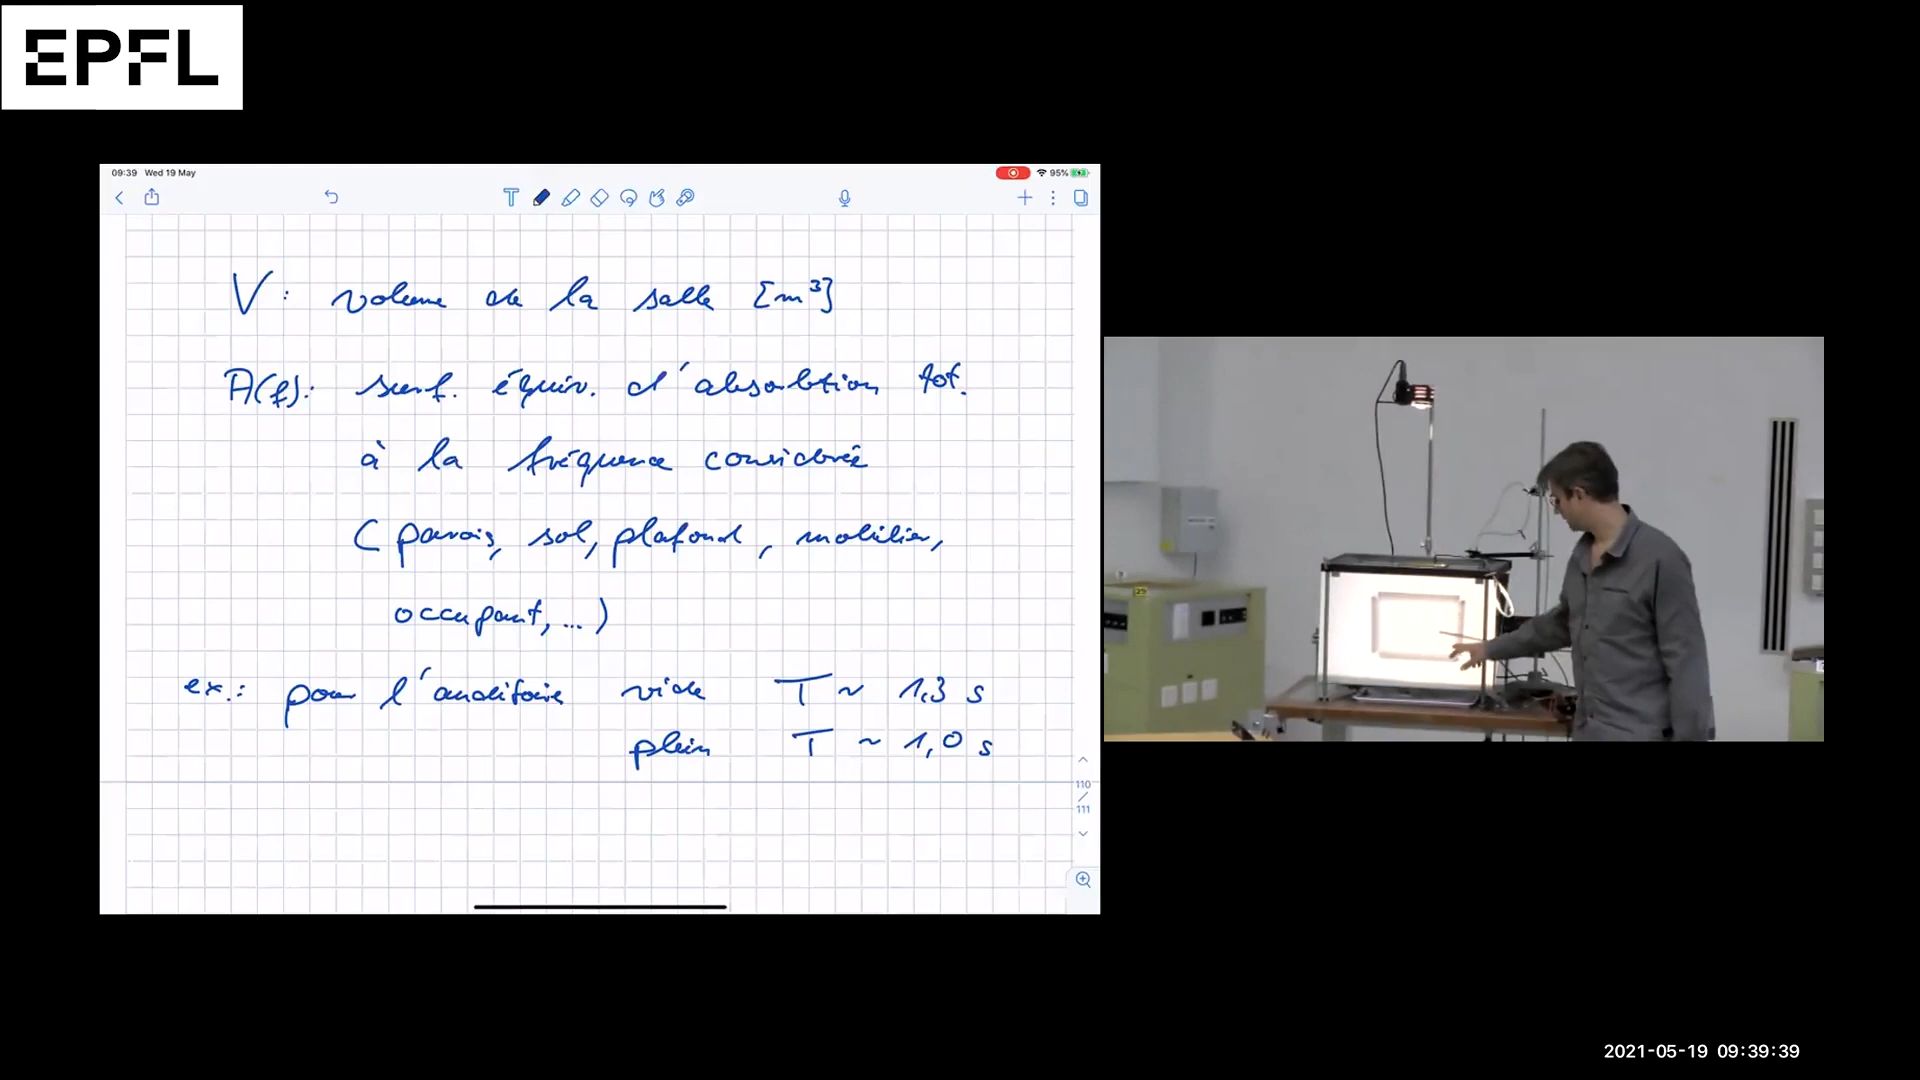 EPFL
09:39 Wed 19 May
95%
V: volume de la salle [m³]
A(f): surf. équiv. d'absorbtion tot.
à la fréquence considérée
(parois, sol, plafond, mobilier,
occupant, ...)
ex.: pour l'auditoire vide T ~ 1,3 s
plein T ~ 1,0 s
110
/
111
2021-05-19 09:39:39